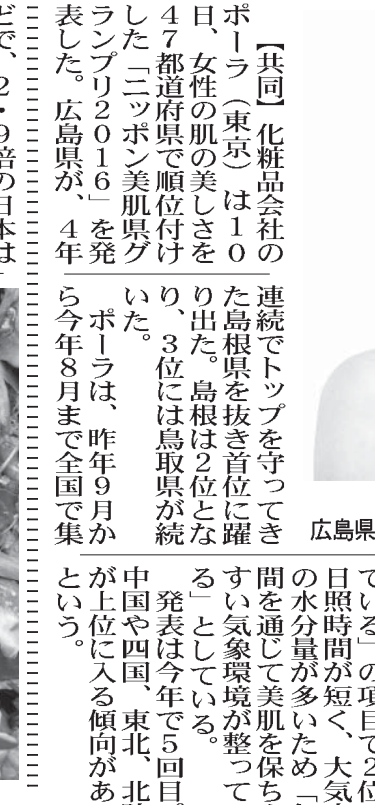 【共同】化粧品会社の
ポーラ（東京）は１０
日、女性の肌の美しさを
４７都道府県で順位付け
した「ニッポン美肌県グ
ランプリ２０１６」を発
表した。広島県が、４年
連続でトップを守ってき
た島根県を抜き首位に躍
り出た。島根は２位とな
り、３位には鳥取県が続
いた。
ポーラは、昨年９月か
ら今年８月まで全国で集
広島県
ている」の項目で２位
日照時間が短く、大気
の水分量が多いため「
間を通じて美肌を保ち
すい気象環境が整って
る」としている。
発表は今年で５回目。
中国や四国、東北、北
が上位に入る傾向があ
という。
どで、２・９倍の日本は